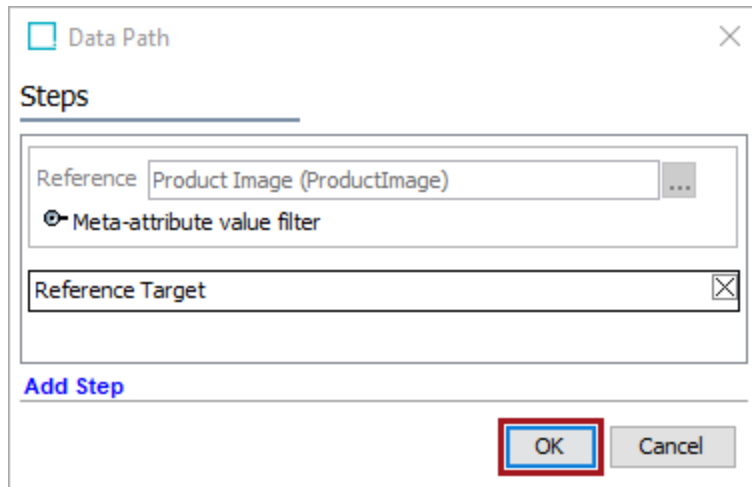 Data Path
Steps
Reference Product Image (ProductImage) ...
Meta-attribute value filter
Reference Target
Add Step
OK Cancel